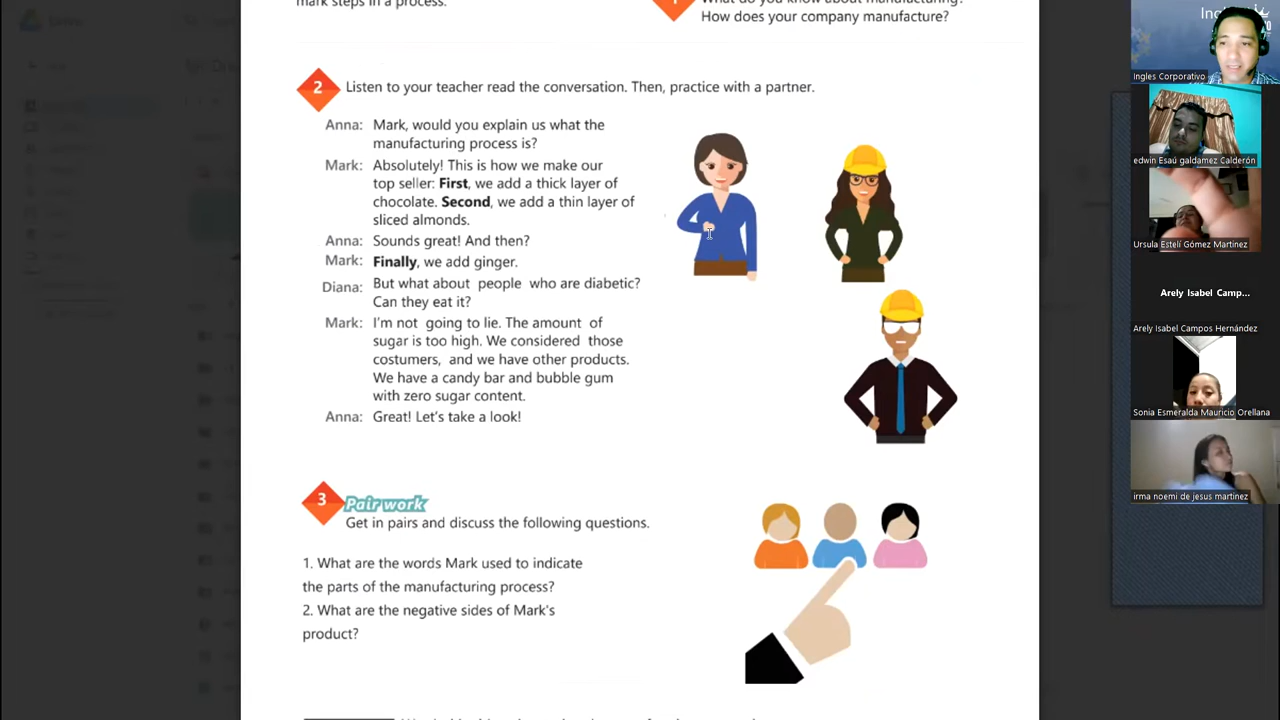 mark steps in a process.
What do you know about manufacturing?
How does your company manufacture?
2
Listen to your teacher read the conversation. Then, practice with a partner.
Anna: Mark, would you explain us what the
manufacturing process is?
Mark: Absolutely! This is how we make our
top seller: First, we add a thick layer of
chocolate. Second, we add a thin layer of
sliced almonds.
Anna: Sounds great! And then?
Mark: Finally, we add ginger.
Diana: But what about people who are diabetic?
Can they eat it?
Mark: I'm not going to lie. The amount of
sugar is too high. We considered those
costumers, and we have other products.
We have a candy bar and bubble gum
with zero sugar content.
Anna: Great! Let's take a look!
3
Pair work
Get in pairs and discuss the following questions.
1. What are the words Mark used to indicate
the parts of the manufacturing process?
2. What are the negative sides of Mark's
product?
Ingles Corporativo
edwin Esaú galdamez Calderón
Ursula Estelí Gómez Martinez
Arely Isabel Camp...
Arely Isabel Campos Hernández
Sonia Esmeralda Mauricio Orellana
irma noemi de jesus martinez